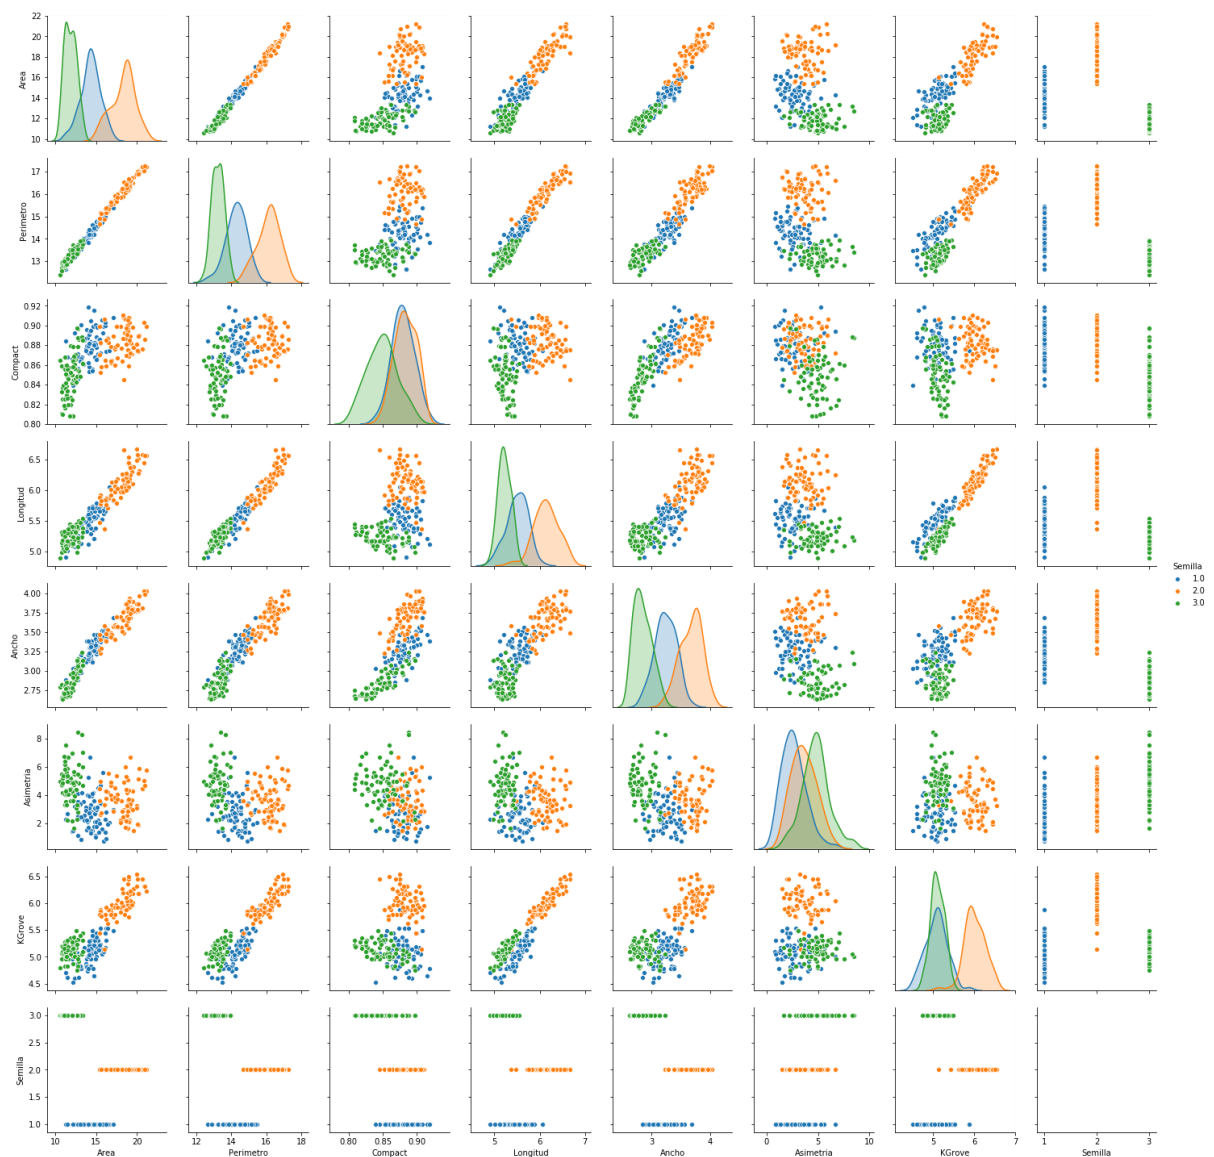 22
20
18
16
14
12
10
Area
17
16
15
14
13
Perimetro
0.92
0.90
0.88
0.86
0.84
0.82
0.80
Compact
6.5
6.0
5.5
5.0
Longitud
Semilla
1.0
2.0
3.0
4.00
3.75
3.50
3.25
3.00
2.75
Ancho
8
6
4
2
Asimetria
6.5
6.0
5.5
5.0
4.5
KGrove
3.0
2.5
2.0
1.5
1.0
Semilla
10 15 20
Area
12 14 16 18
Perimetro
0.80 0.85 0.90
Compact
5 6 7
Longitud
3 4
Ancho
0 5 10
Asimetria
5 6 7
KGrove
1 2 3
Semilla